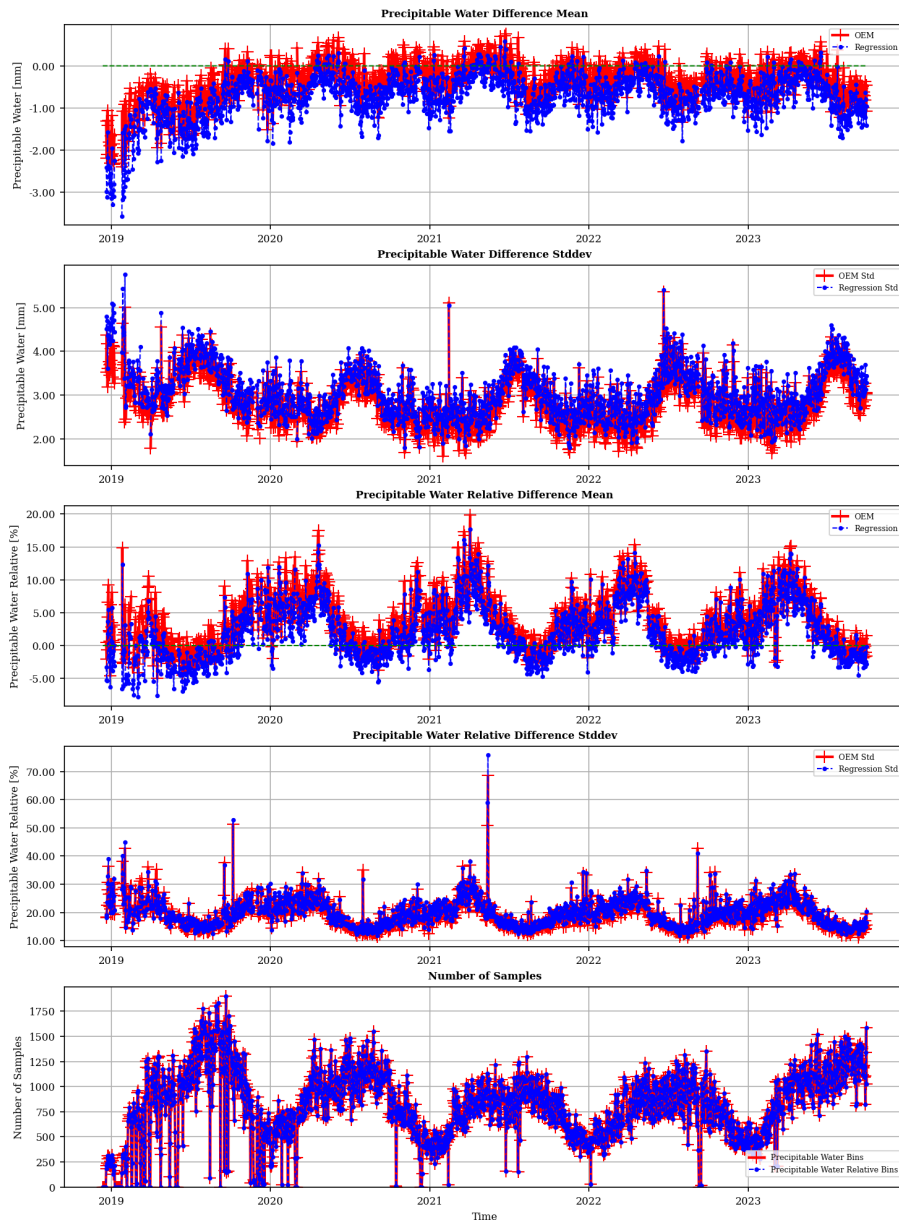 Precipitable Water Difference Mean
OEM
Regression
Precipitable Water [mm]
0.00
-1.00
-2.00
-3.00
2019 2020 2021 2022 2023
Precipitable Water Difference Stddev
OEM Std
Regression Std
Precipitable Water [mm]
5.00
4.00
3.00
2.00
2019 2020 2021 2022 2023
Precipitable Water Relative Difference Mean
OEM
Regression
Precipitable Water Relative [%]
20.00
15.00
10.00
5.00
0.00
-5.00
2019 2020 2021 2022 2023
Precipitable Water Relative Difference Stddev
OEM Std
Regression Std
Precipitable Water Relative [%]
70.00
60.00
50.00
40.00
30.00
20.00
10.00
2019 2020 2021 2022 2023
Number of Samples
Number of Samples
1750
1500
1250
1000
750
500
250
0
Precipitable Water Bins
Precipitable Water Relative Bins
2019 2020 2021 2022 2023
Time